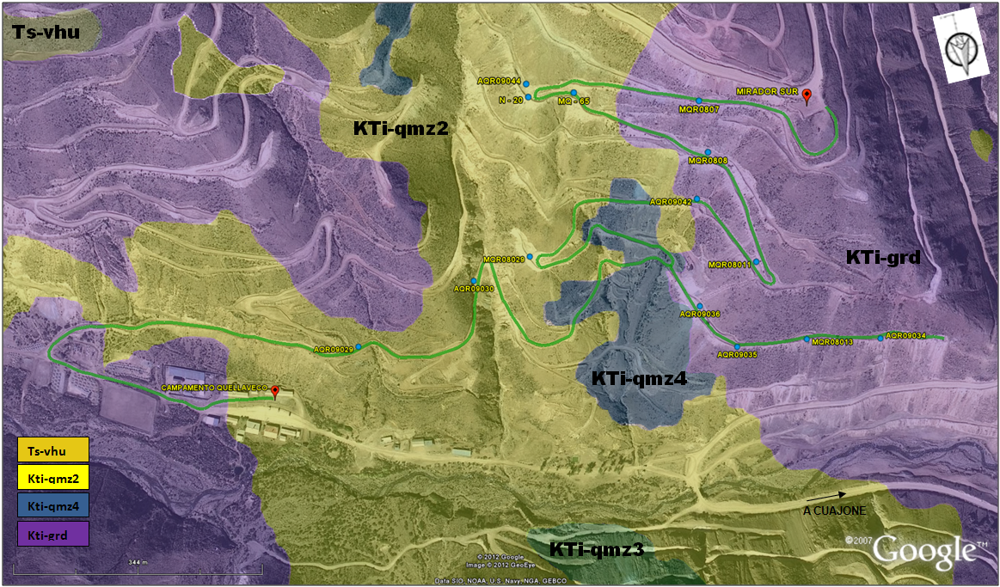 Ts-vhu
AQR09044
N - 20
MQ - 65
MIRADOR SUR
MQR0807
KTi-qmz2
MQR0808
AQR09042
MQR08029
MQR08011
KTi-grd
AQR09030
AQR09036
AQR09029
AQR09035
MQR08013
AQR09034
KTi-qmz4
CAMPAMENTO QUELLAVECO
Ts-vhu
Kti-qmz2
Kti-qmz4
Kti-grd
A CUAJONE
KTi-qmz3
344 m
© 2012 Google
Image © 2012 GeoEye
Data SIO, NOAA, U.S. Navy, NGA, GEBCO
©2007 Google™